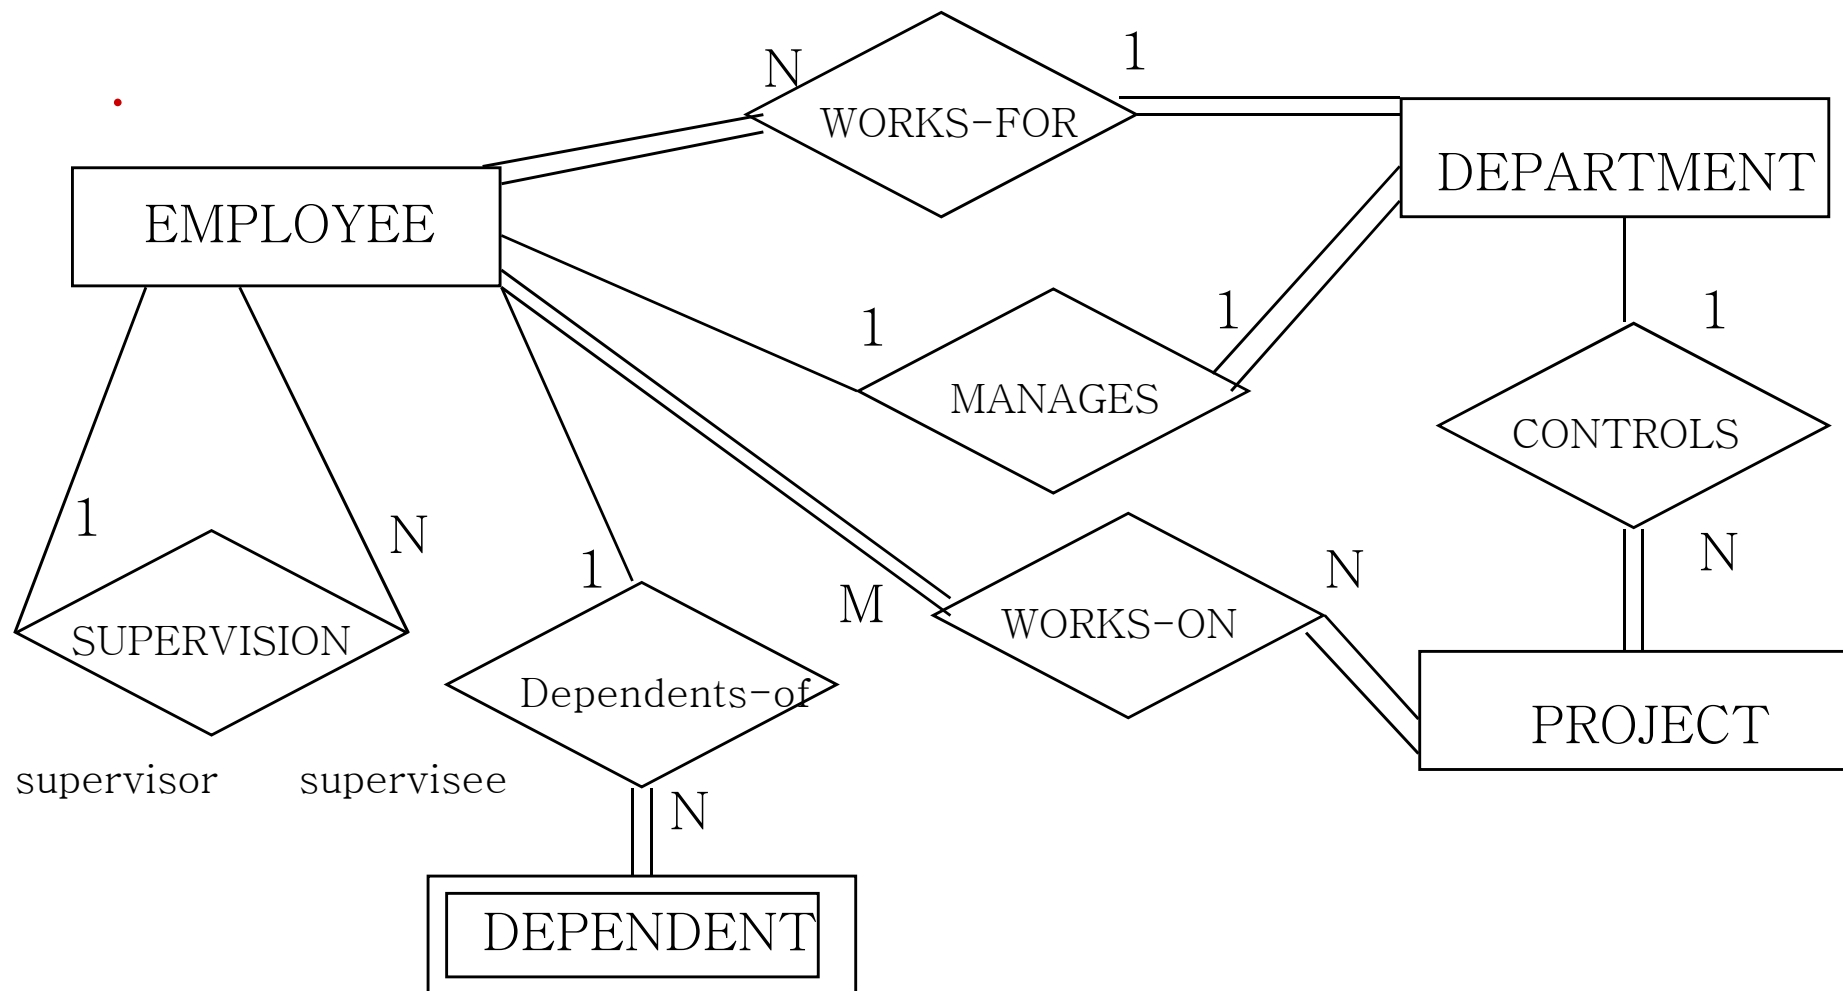 N
1
WORKS-FOR
DEPARTMENT
EMPLOYEE
1
1
1
MANAGES
CONTROLS
1
N
1
M
N
N
SUPERVISION
WORKS-ON
Dependents-of
PROJECT
supervisor supervisee
N
DEPENDENT